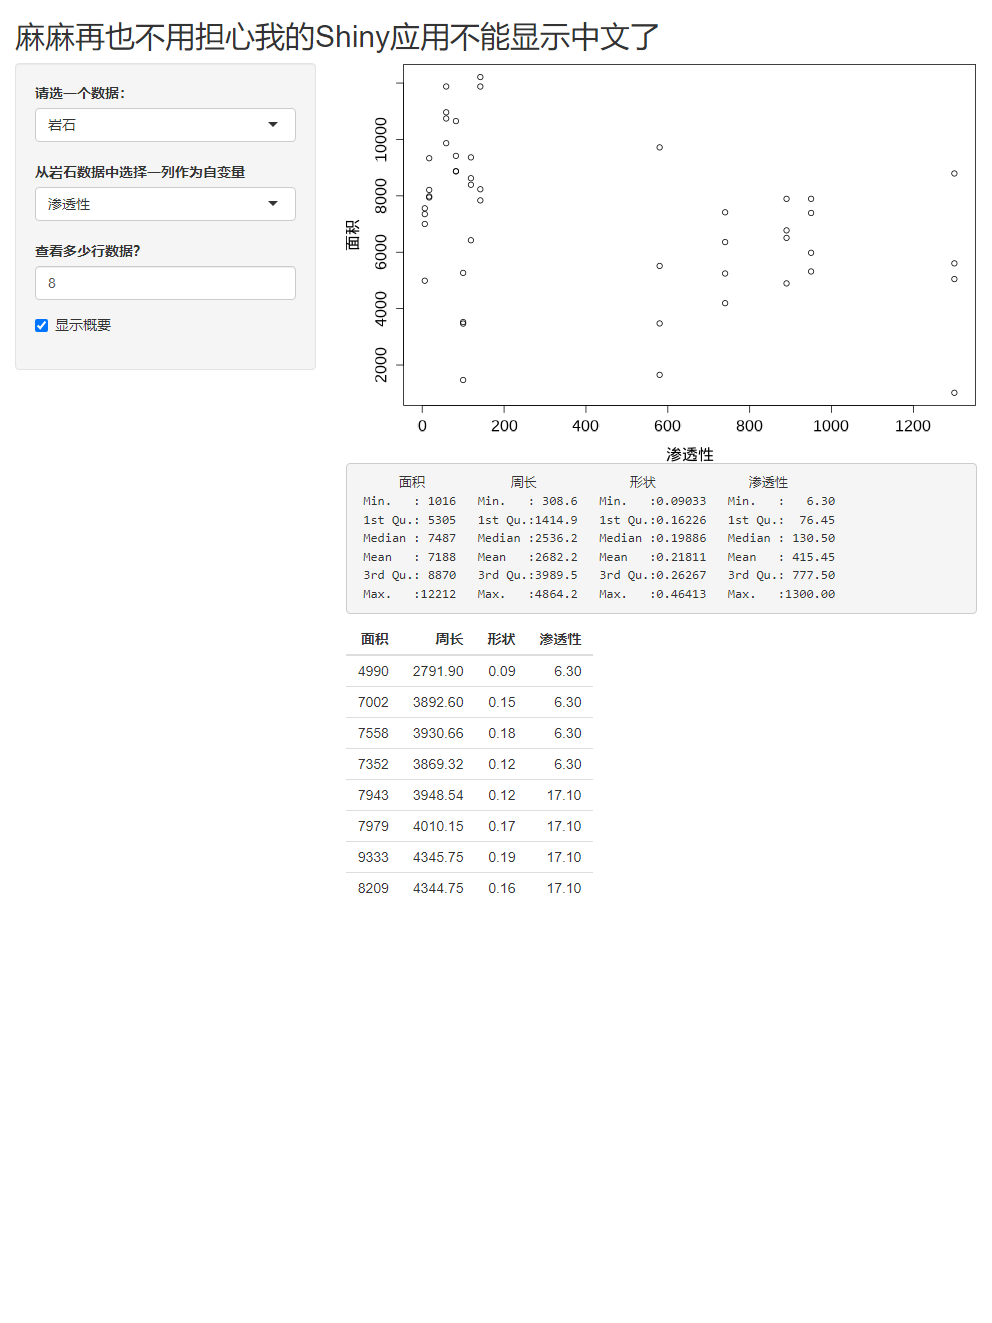 麻麻再也不用担心我的Shiny应用不能显示中文了
请选一个数据:
岩石
从岩石数据中选择一列作为自变量
渗透性
查看多少行数据?
8
显示概要
面积
2000 4000 6000 8000 10000
0 200 400 600 800 1000 1200
渗透性
面积 周长 形状 渗透性
Min. : 1016 Min. : 308.6 Min. :0.09033 Min. : 6.30
1st Qu.: 5305 1st Qu.:1414.9 1st Qu.:0.16226 1st Qu.: 76.45
Median : 7487 Median :2536.2 Median :0.19886 Median : 130.50
Mean : 7188 Mean :2682.2 Mean :0.21811 Mean : 415.45
3rd Qu.: 8870 3rd Qu.:3989.5 3rd Qu.:0.26267 3rd Qu.: 777.50
Max. :12212 Max. :4864.2 Max. :0.46413 Max. :1300.00
面积 周长 形状 渗透性
4990 2791.90 0.09 6.30
7002 3892.60 0.15 6.30
7558 3930.66 0.18 6.30
7352 3869.32 0.12 6.30
7943 3948.54 0.12 17.10
7979 4010.15 0.17 17.10
9333 4345.75 0.19 17.10
8209 4344.75 0.16 17.10